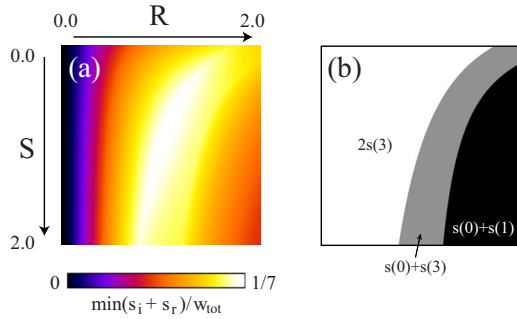 R
0.0 2.0
0.0
(a)
S
2.0
0 1/7
min(s_i + s_r)/w_tot
(b)
2s(3)
s(0)+s(1)
s(0)+s(3)